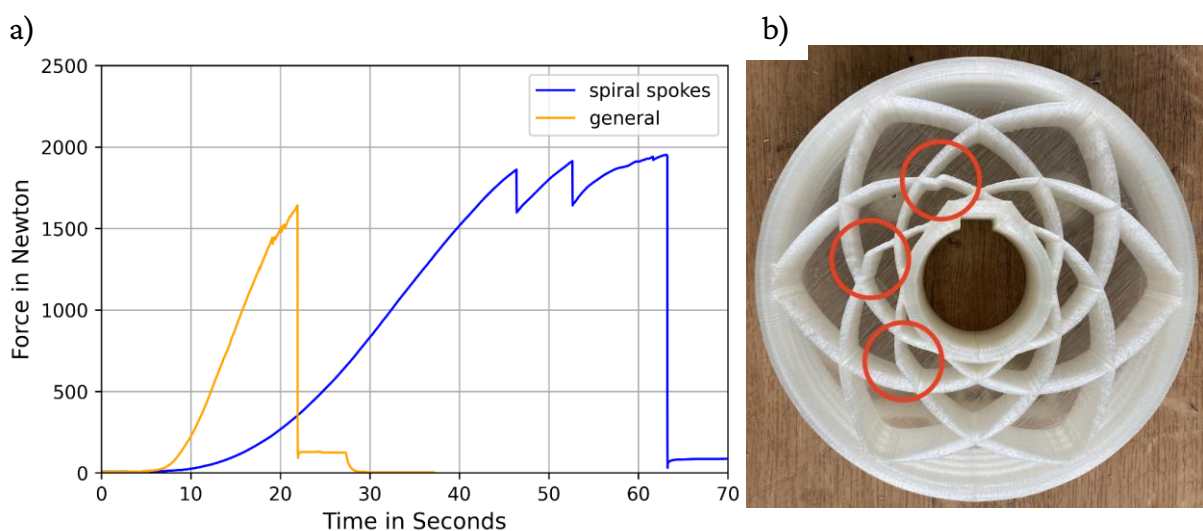 a)
b)
2500
2000
1500
1000
500
0
Force in Newton
spiral spokes
general
0 10 20 30 40 50 60 70
Time in Seconds